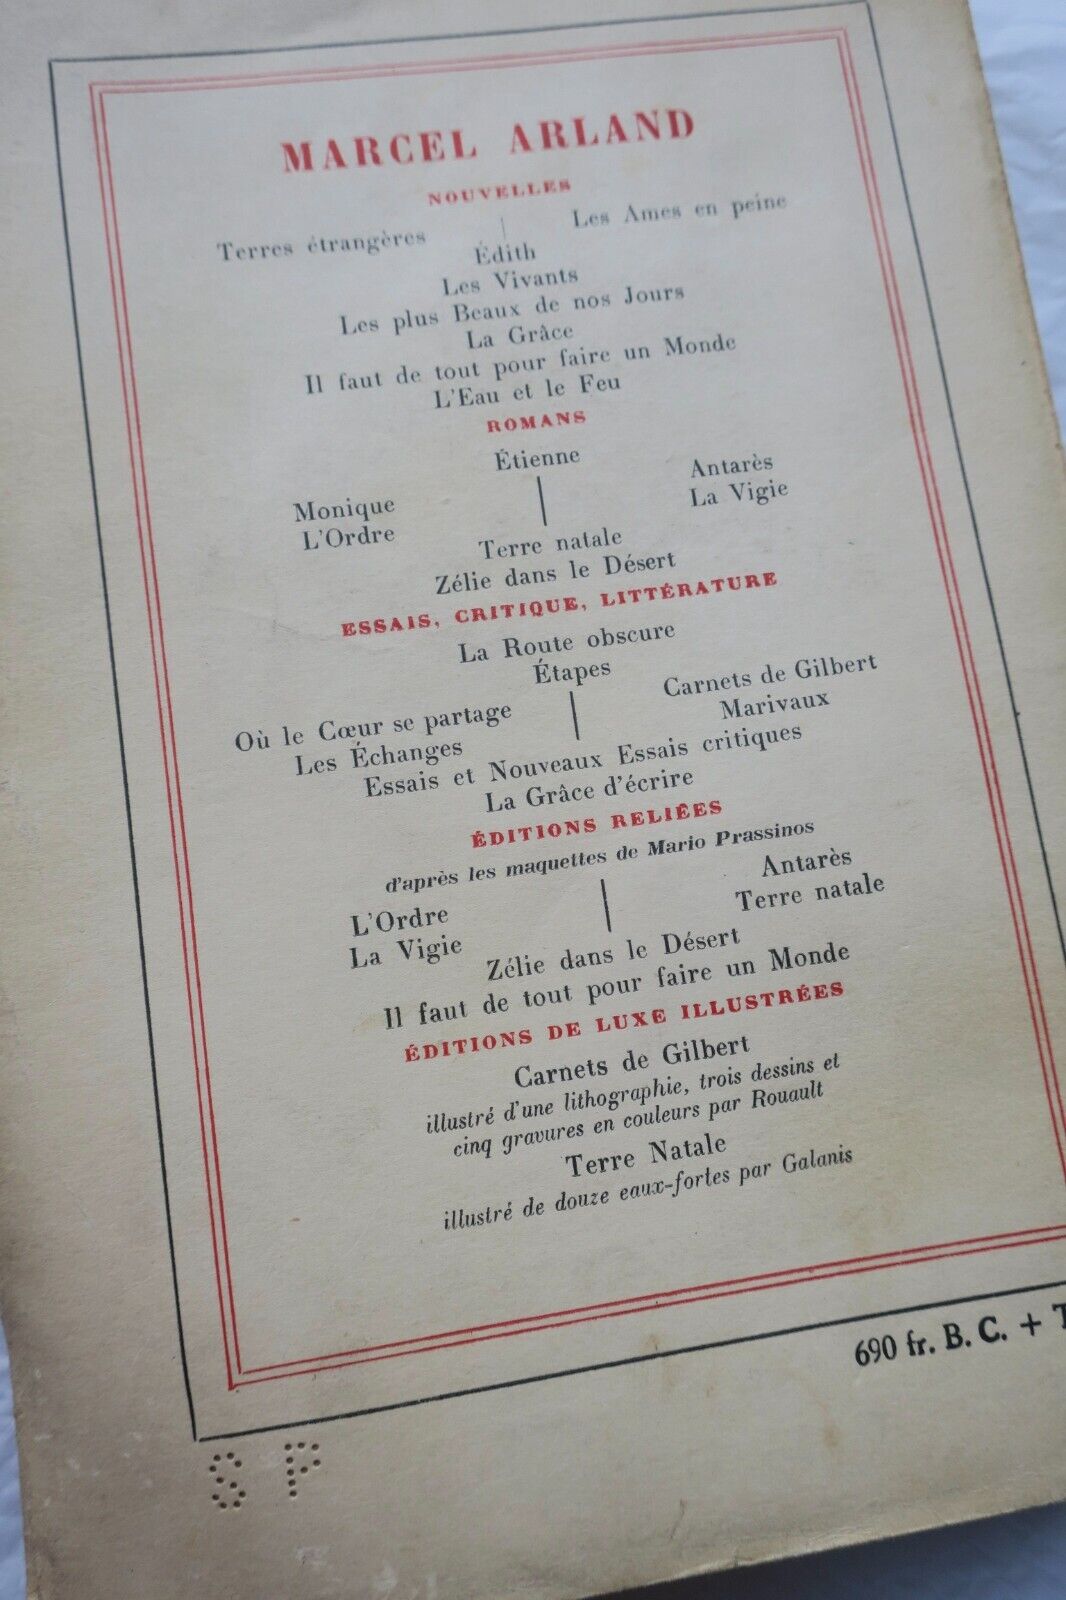 MARCEL ARLAND
NOUVELLES
Terres étrangères
Les Ames en peine
Édith
Les Vivants
Les plus Beaux de nos Jours
La Grâce
Il faut de tout pour faire un Monde
L'Eau et le Feu
ROMANS
Étienne
Monique
L'Ordre
Antarès
La Vigie
Terre natale
Zélie dans le Désert
ESSAIS, CRITIQUE, LITTÉRATURE
La Route obscure
Étapes
Où le Cœur se partage
Les Échanges
Carnets de Gilbert
Marivaux
Essais et Nouveaux Essais critiques
La Grâce d'écrire
ÉDITIONS RELIÉES
d'après les maquettes de Mario Prassinos
L'Ordre
La Vigie
Antarès
Terre natale
Zélie dans le Désert
Il faut de tout pour faire un Monde
ÉDITIONS DE LUXE ILLUSTRÉES
Carnets de Gilbert
illustré d'une lithographie, trois dessins et
cinq gravures en couleurs par Rouault
Terre Natale
illustré de douze eaux-fortes par Galanis
690 fr. B. C. +
S P